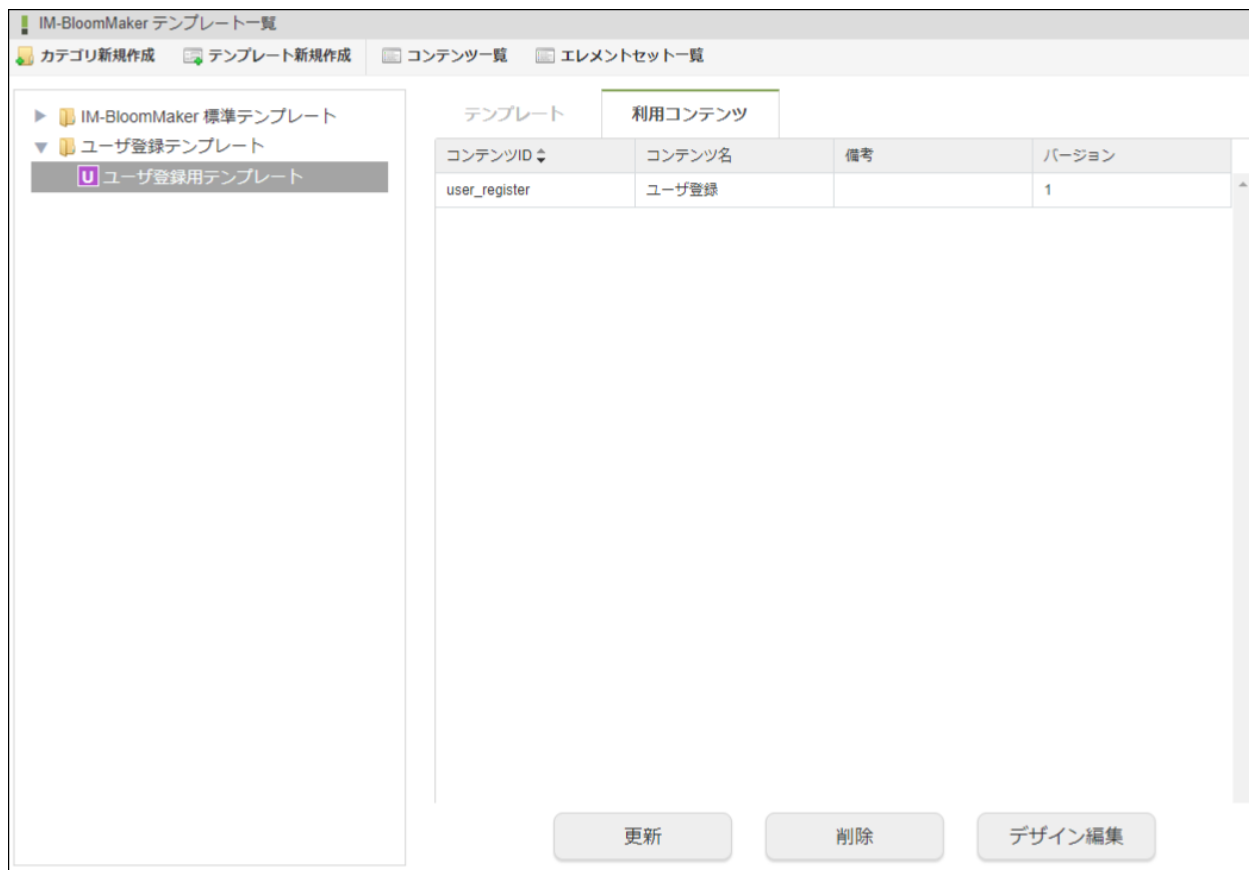 IM-BloomMaker テンプレート一覧
カテゴリ新規作成 テンプレート新規作成 コンテンツ一覧 エレメントセット一覧
IM-BloomMaker 標準テンプレート
ユーザ登録テンプレート
U ユーザ登録用テンプレート
テンプレート 利用コンテンツ
コンテンツID コンテンツ名 備考 バージョン
user_register ユーザ登録 1
更新 削除 デザイン編集